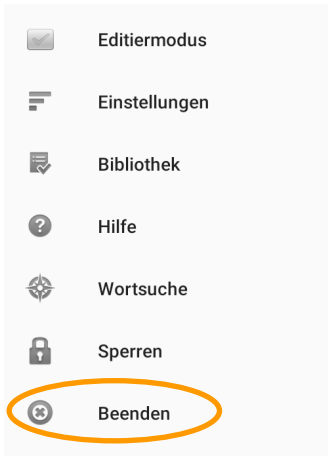 Editiermodus
Einstellungen
Bibliothek
Hilfe
Wortsuche
Sperren
Beenden